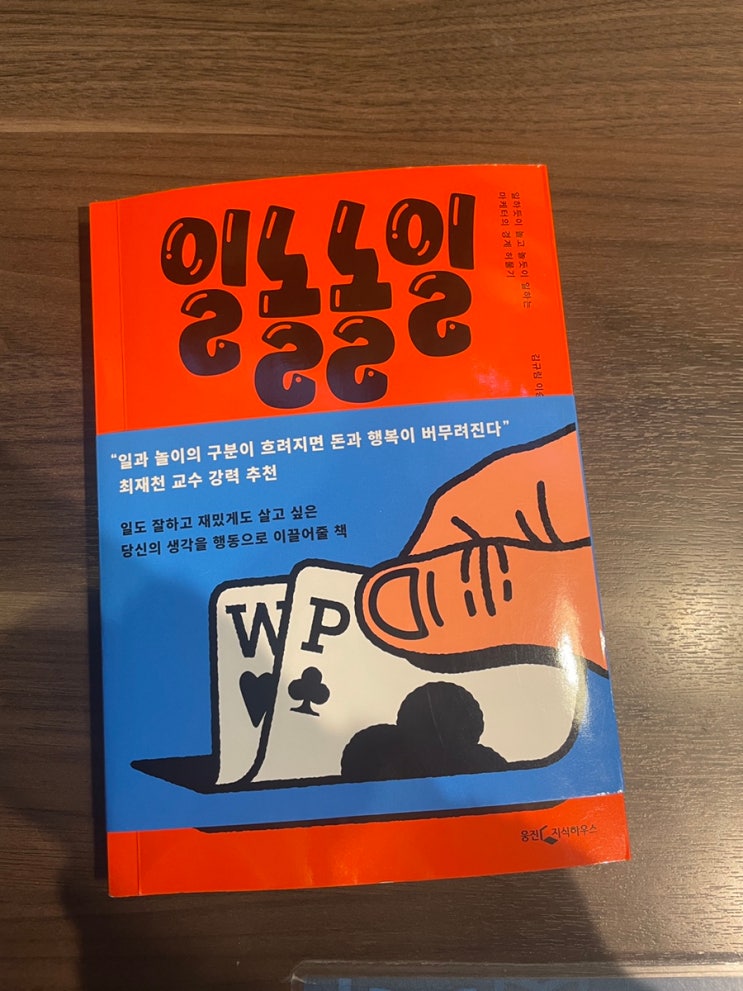 일놀놀일
일하듯이 놀고 놀듯이 일하는
마케터의 경계 허물기
김규림 이
“일과 놀이의 구분이 흐려지면 돈과 행복이 버무려진다”
최재천 교수 강력 추천
일도 잘하고 재밌게도 살고 싶은
당신의 생각을 행동으로 이끌어줄 책
W P
웅진 지식하우스